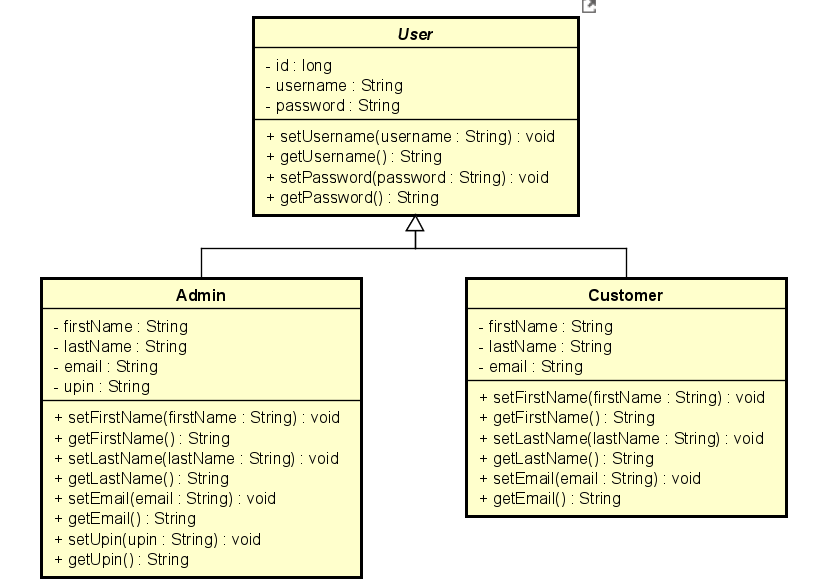 User
- id : long
- username : String
- password : String
+ setUsername(username : String) : void
+ getUsername() : String
+ setPassword(password : String) : void
+ getPassword() : String
Admin
- firstName : String
- lastName : String
- email : String
- upin : String
+ setFirstName(firstName : String) : void
+ getFirstName() : String
+ setLastName(lastName : String) : void
+ getLastName() : String
+ setEmail(email : String) : void
+ getEmail() : String
+ setUpin(upin : String) : void
+ getUpin() : String
Customer
- firstName : String
- lastName : String
- email : String
+ setFirstName(firstName : String) : void
+ getFirstName() : String
+ setLastName(lastName : String) : void
+ getLastName() : String
+ setEmail(email : String) : void
+ getEmail() : String